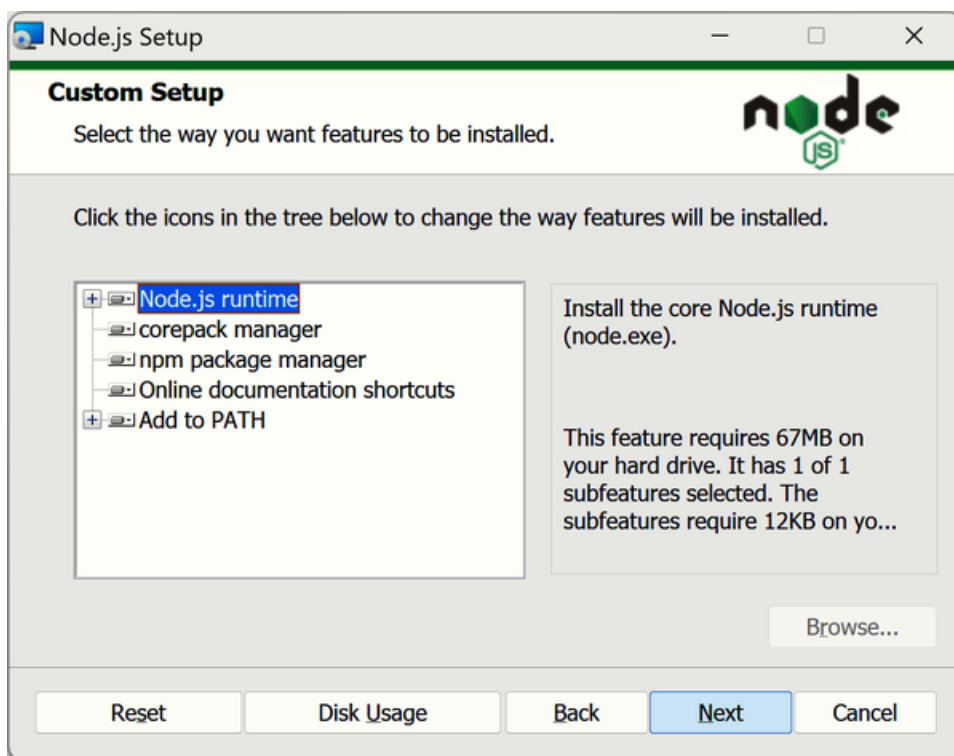 Node.js Setup
Custom Setup
Select the way you want features to be installed.
node
JS
Click the icons in the tree below to change the way features will be installed.
Node.js runtime
corepack manager
npm package manager
Online documentation shortcuts
Add to PATH
Install the core Node.js runtime
(node.exe).
This feature requires 67MB on
your hard drive. It has 1 of 1
subfeatures selected. The
subfeatures require 12KB on yo...
Browse...
Reset
Disk Usage
Back
Next
Cancel